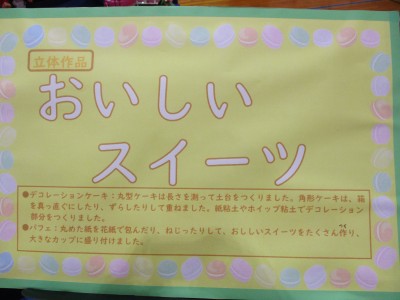 立体作品
おいしい
スイーツ
●デコレーションケーキ：丸型ケーキは長さを測って土台をつくりました。角形ケーキは、箱
を真っ直ぐにしたり、ずらしたりして重ねました。紙粘土やホイップ粘土でデコレーション
部分をつくりました。
●パフェ：丸めた紙を花紙で包んだり、ねじったりして、おししいスイーツをたくさん作り、
大きなカップに盛り付けました。